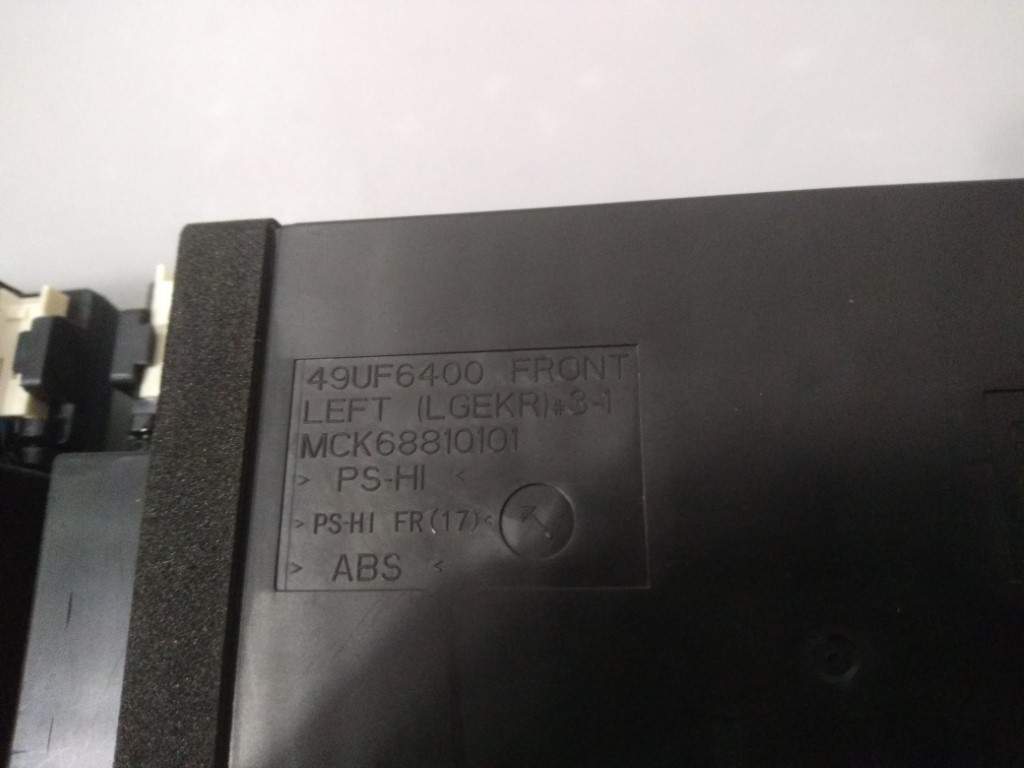 49UF6400 FRONT
LEFT (LGEKR)#3-1
MCK68810101
> PS-HI <
>PS-HI FR(17)<
> ABS <